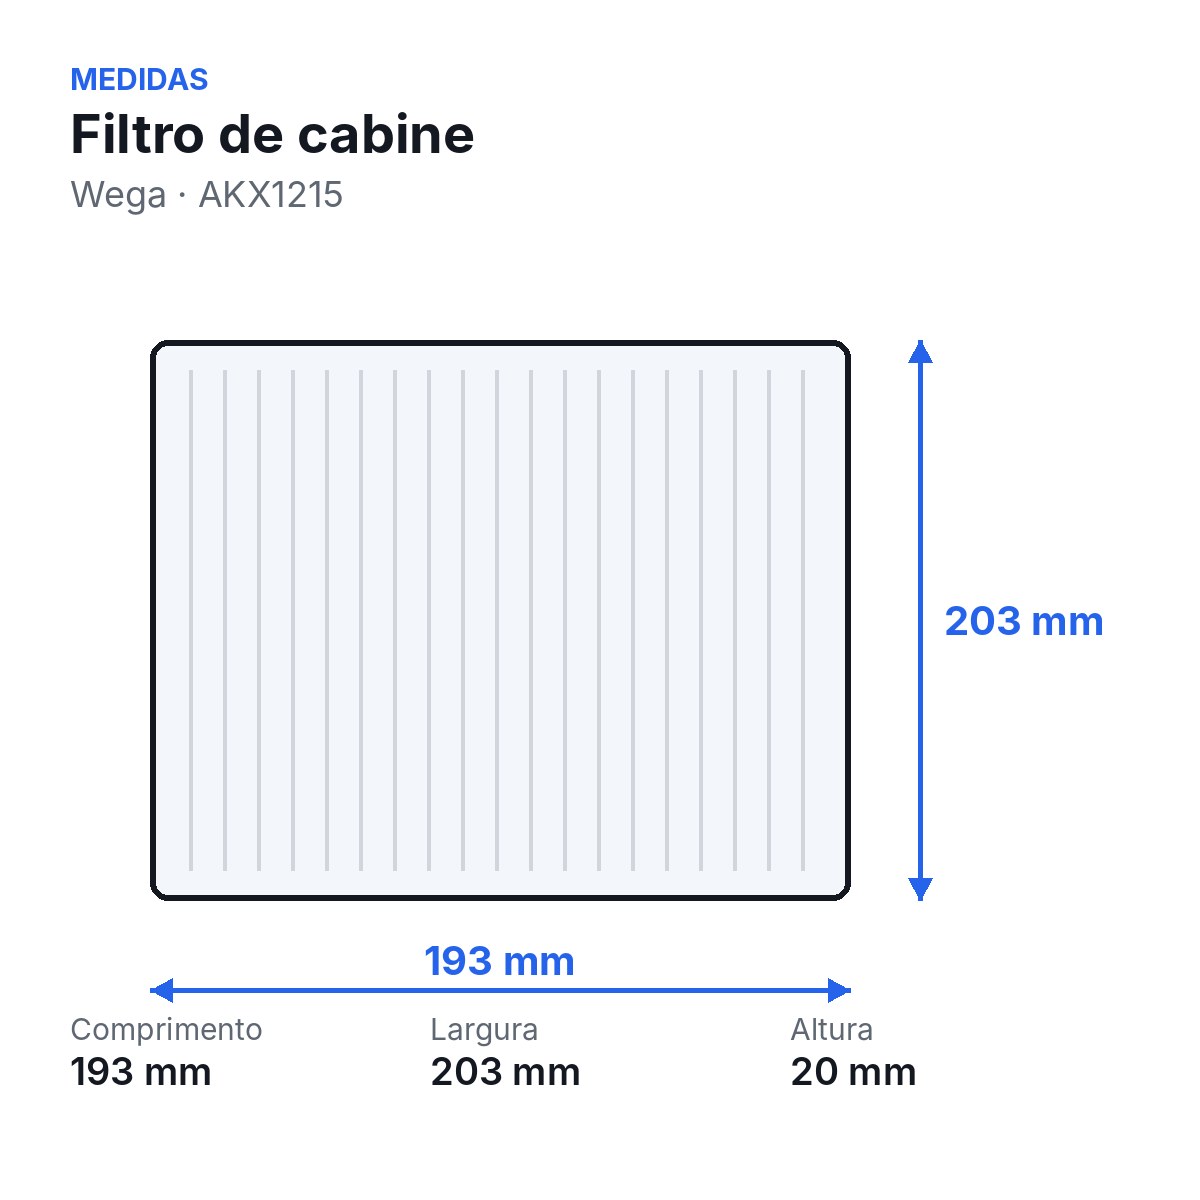 MEDIDAS
Filtro de cabine
Wega · AKX1215
203 mm
193 mm
Comprimento
193 mm
Largura
203 mm
Altura
20 mm